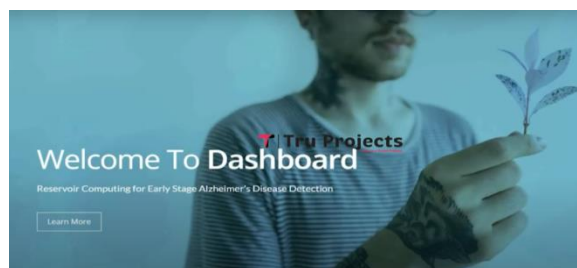 Tru Projects
Welcome To Dashboard
Reservoir Computing for Early Stage Alzheimer's Disease Detection
Learn More